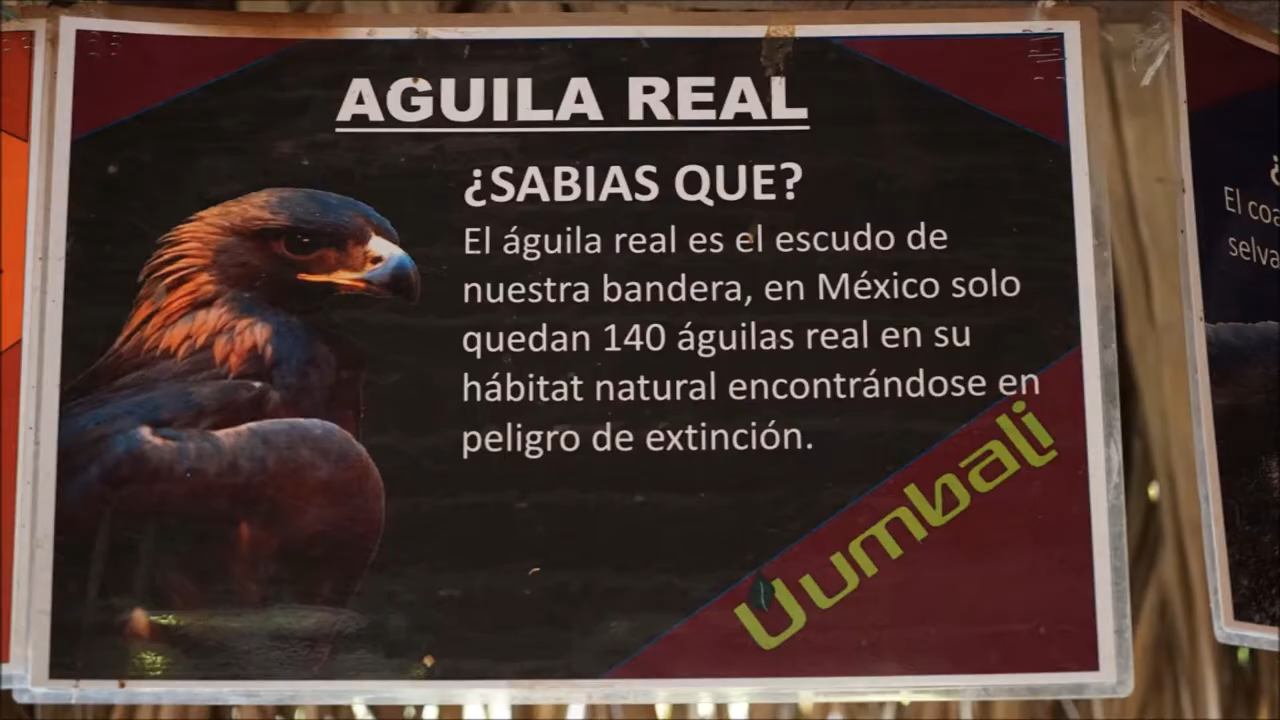 AGUILA REAL
¿SABIAS QUE?
El águila real es el escudo de
nuestra bandera, en México solo
quedan 140 águilas real en su
hábitat natural encontrándose en
peligro de extinción.
Uumbali
¿
El coa
selva